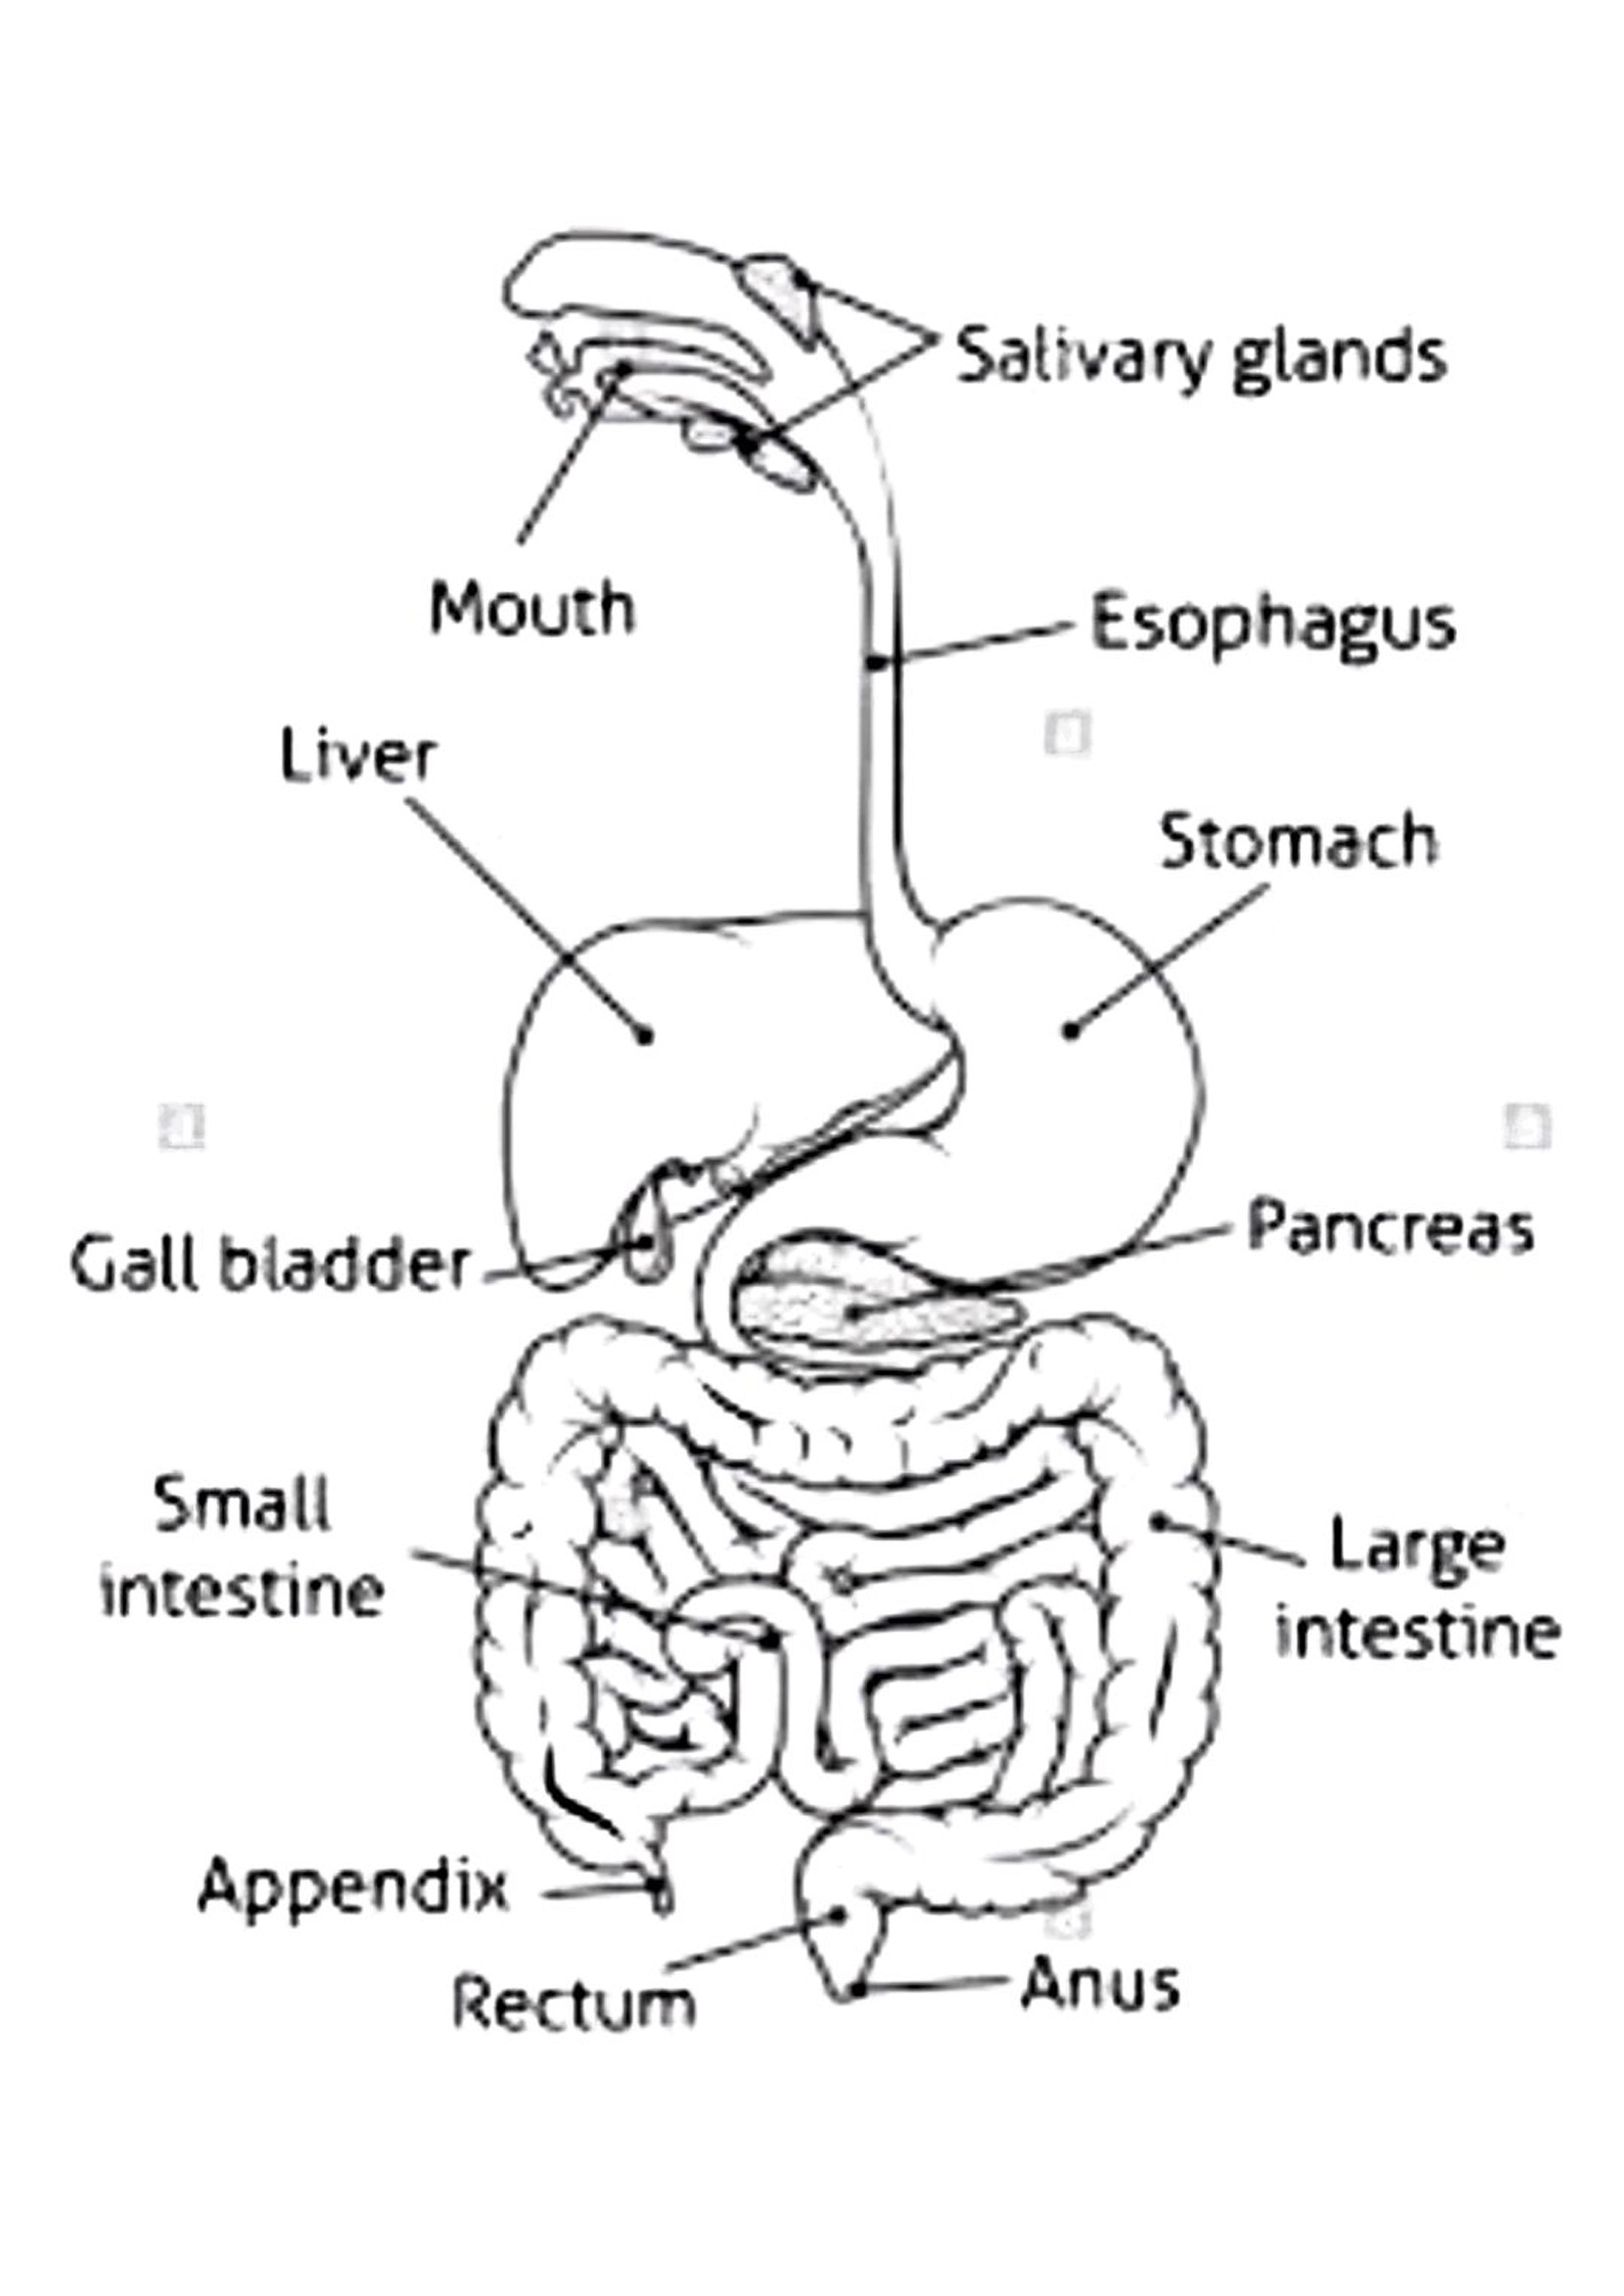 Salivary glands
Mouth
Esophagus
Liver
Stomach
Pancreas
Gall bladder
Small
intestine
Large
intestine
Appendix
Rectum
Anus